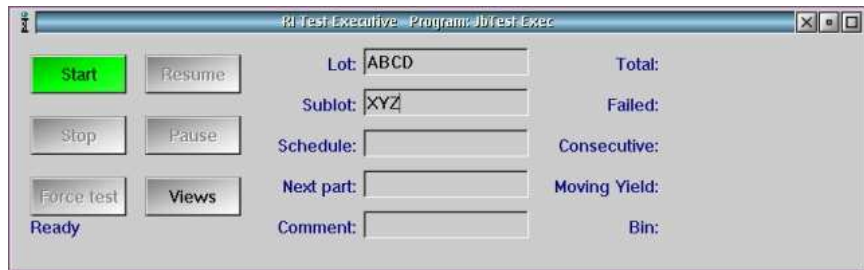 RI Test Executive Program: JbTest Exec
Start Resume Lot: ABCD Total:
Sublot: XYZ Failed:
Stop Pause Schedule: Consecutive:
Force test Views Next part: Moving Yield:
Ready Comment: Bin: